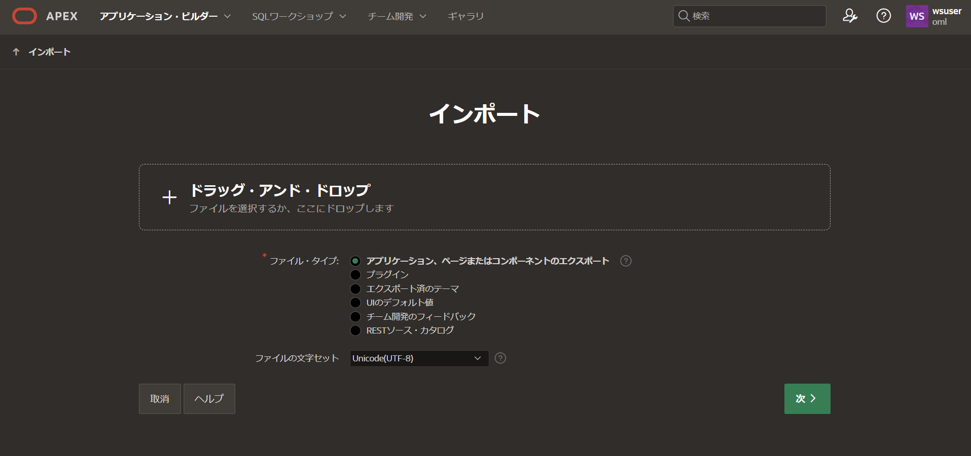 APEX アプリケーション・ビルダー SQLワークショップ チーム開発 ギャラリ 検索 WS wsuser
oml
インポート
インポート
ドラッグ・アンド・ドロップ
ファイルを選択するか、ここにドロップします
* ファイル・タイプ: アプリケーション、ページまたはコンポーネントのエクスポート
プラグイン
エクスポート済のテーマ
UIのデフォルト値
チーム開発のフィードバック
RESTソース・カタログ
ファイルの文字セット Unicode(UTF-8)
取消 ヘルプ 次